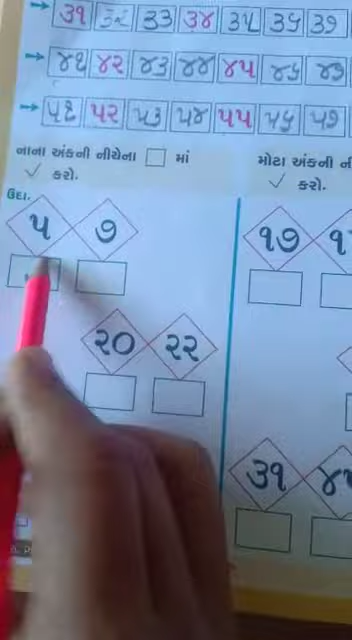 ૩૧ ૩૨ ૩૩ ૩૪ ૩૫ ૩૬ ૩૭
૪૧ ૪૨ ૪૩ ૪૪ ૪૫ ૪૬ ૪૭
૫૧ ૫૨ ૫૩ ૫૪ ૫૫ ૫૬ ૫૭
નાના અંકની નીચેના □ માં
✓ કરો.
ઉદા.
૫ ૭
૨૦ ૨૨
મોટા અંકની ની
✓ કરો.
૧૭
૩૧